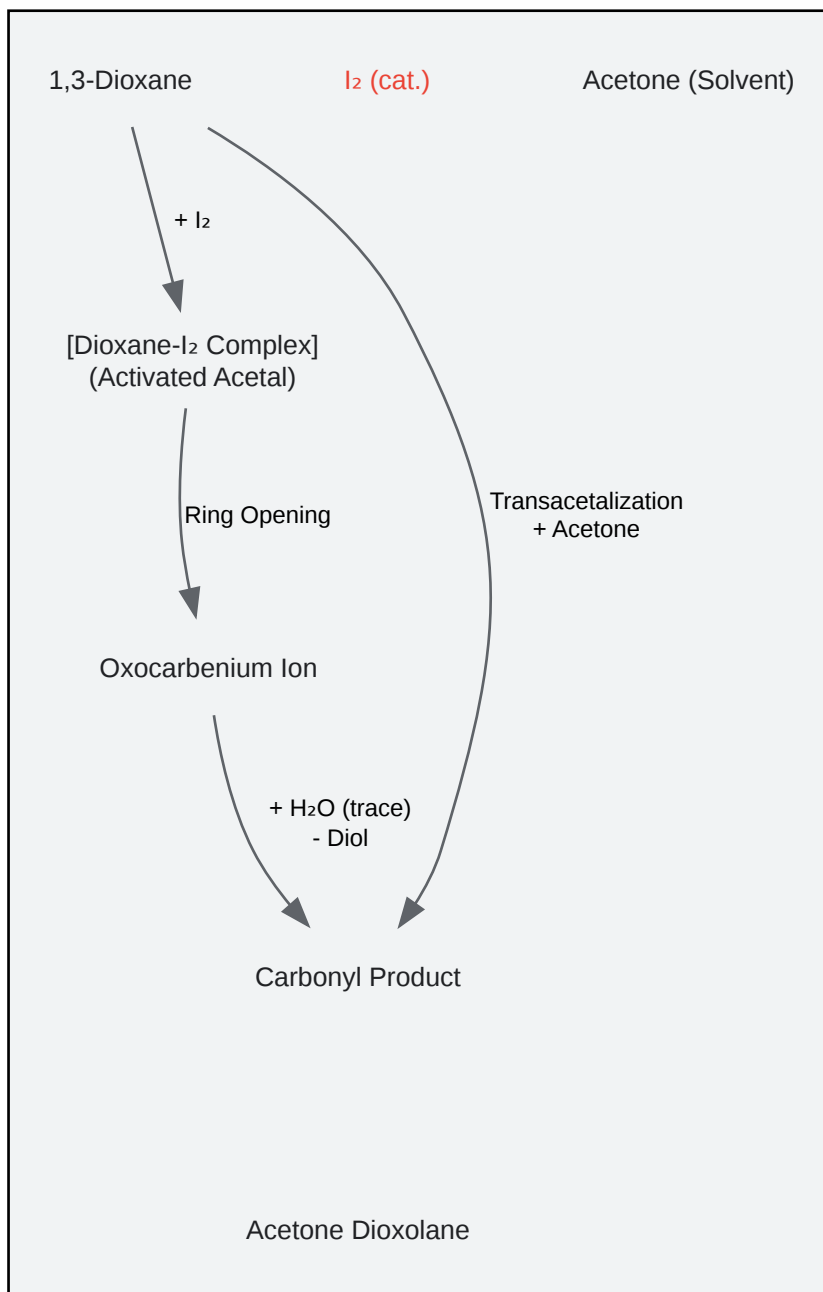 1,3-Dioxane
I₂ (cat.)
Acetone (Solvent)
+ I₂
[Dioxane-I₂ Complex]
(Activated Acetal)
Ring Opening
Transacetalization
+ Acetone
Oxocarbenium Ion
+ H₂O (trace)
- Diol
Carbonyl Product
Acetone Dioxolane